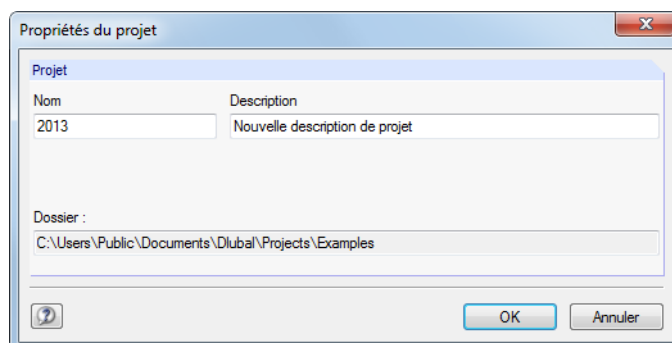 Propriétés du projet
Projet
Nom Description
2013 Nouvelle description de projet
Dossier :
C:\Users\Public\Documents\Dlubal\Projects\Examples
OK Annuler